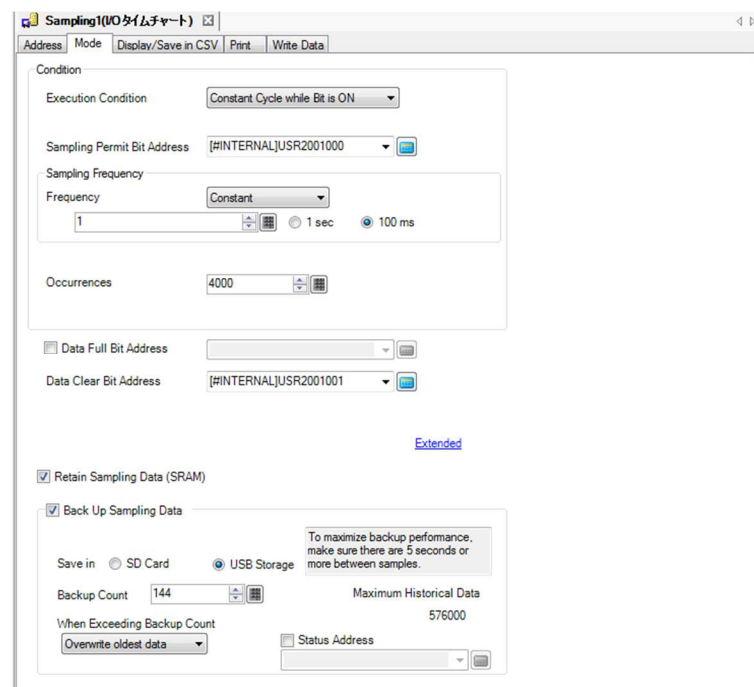 Sampling1(I/Oタイムチャート)
Address Mode Display/Save in CSV Print Write Data
Condition
Execution Condition Constant Cycle while Bit is ON
Sampling Permit Bit Address [#INTERNAL]USR2001000
Sampling Frequency
Frequency Constant
1 1 sec 100 ms
Occurrences 4000
Data Full Bit Address
Data Clear Bit Address [#INTERNAL]USR2001001
Extended
Retain Sampling Data (SRAM)
Back Up Sampling Data
To maximize backup performance,
make sure there are 5 seconds or
more between samples.
Save in SD Card USB Storage
Backup Count 144 Maximum Historical Data
576000
When Exceeding Backup Count
Overwrite oldest data Status Address